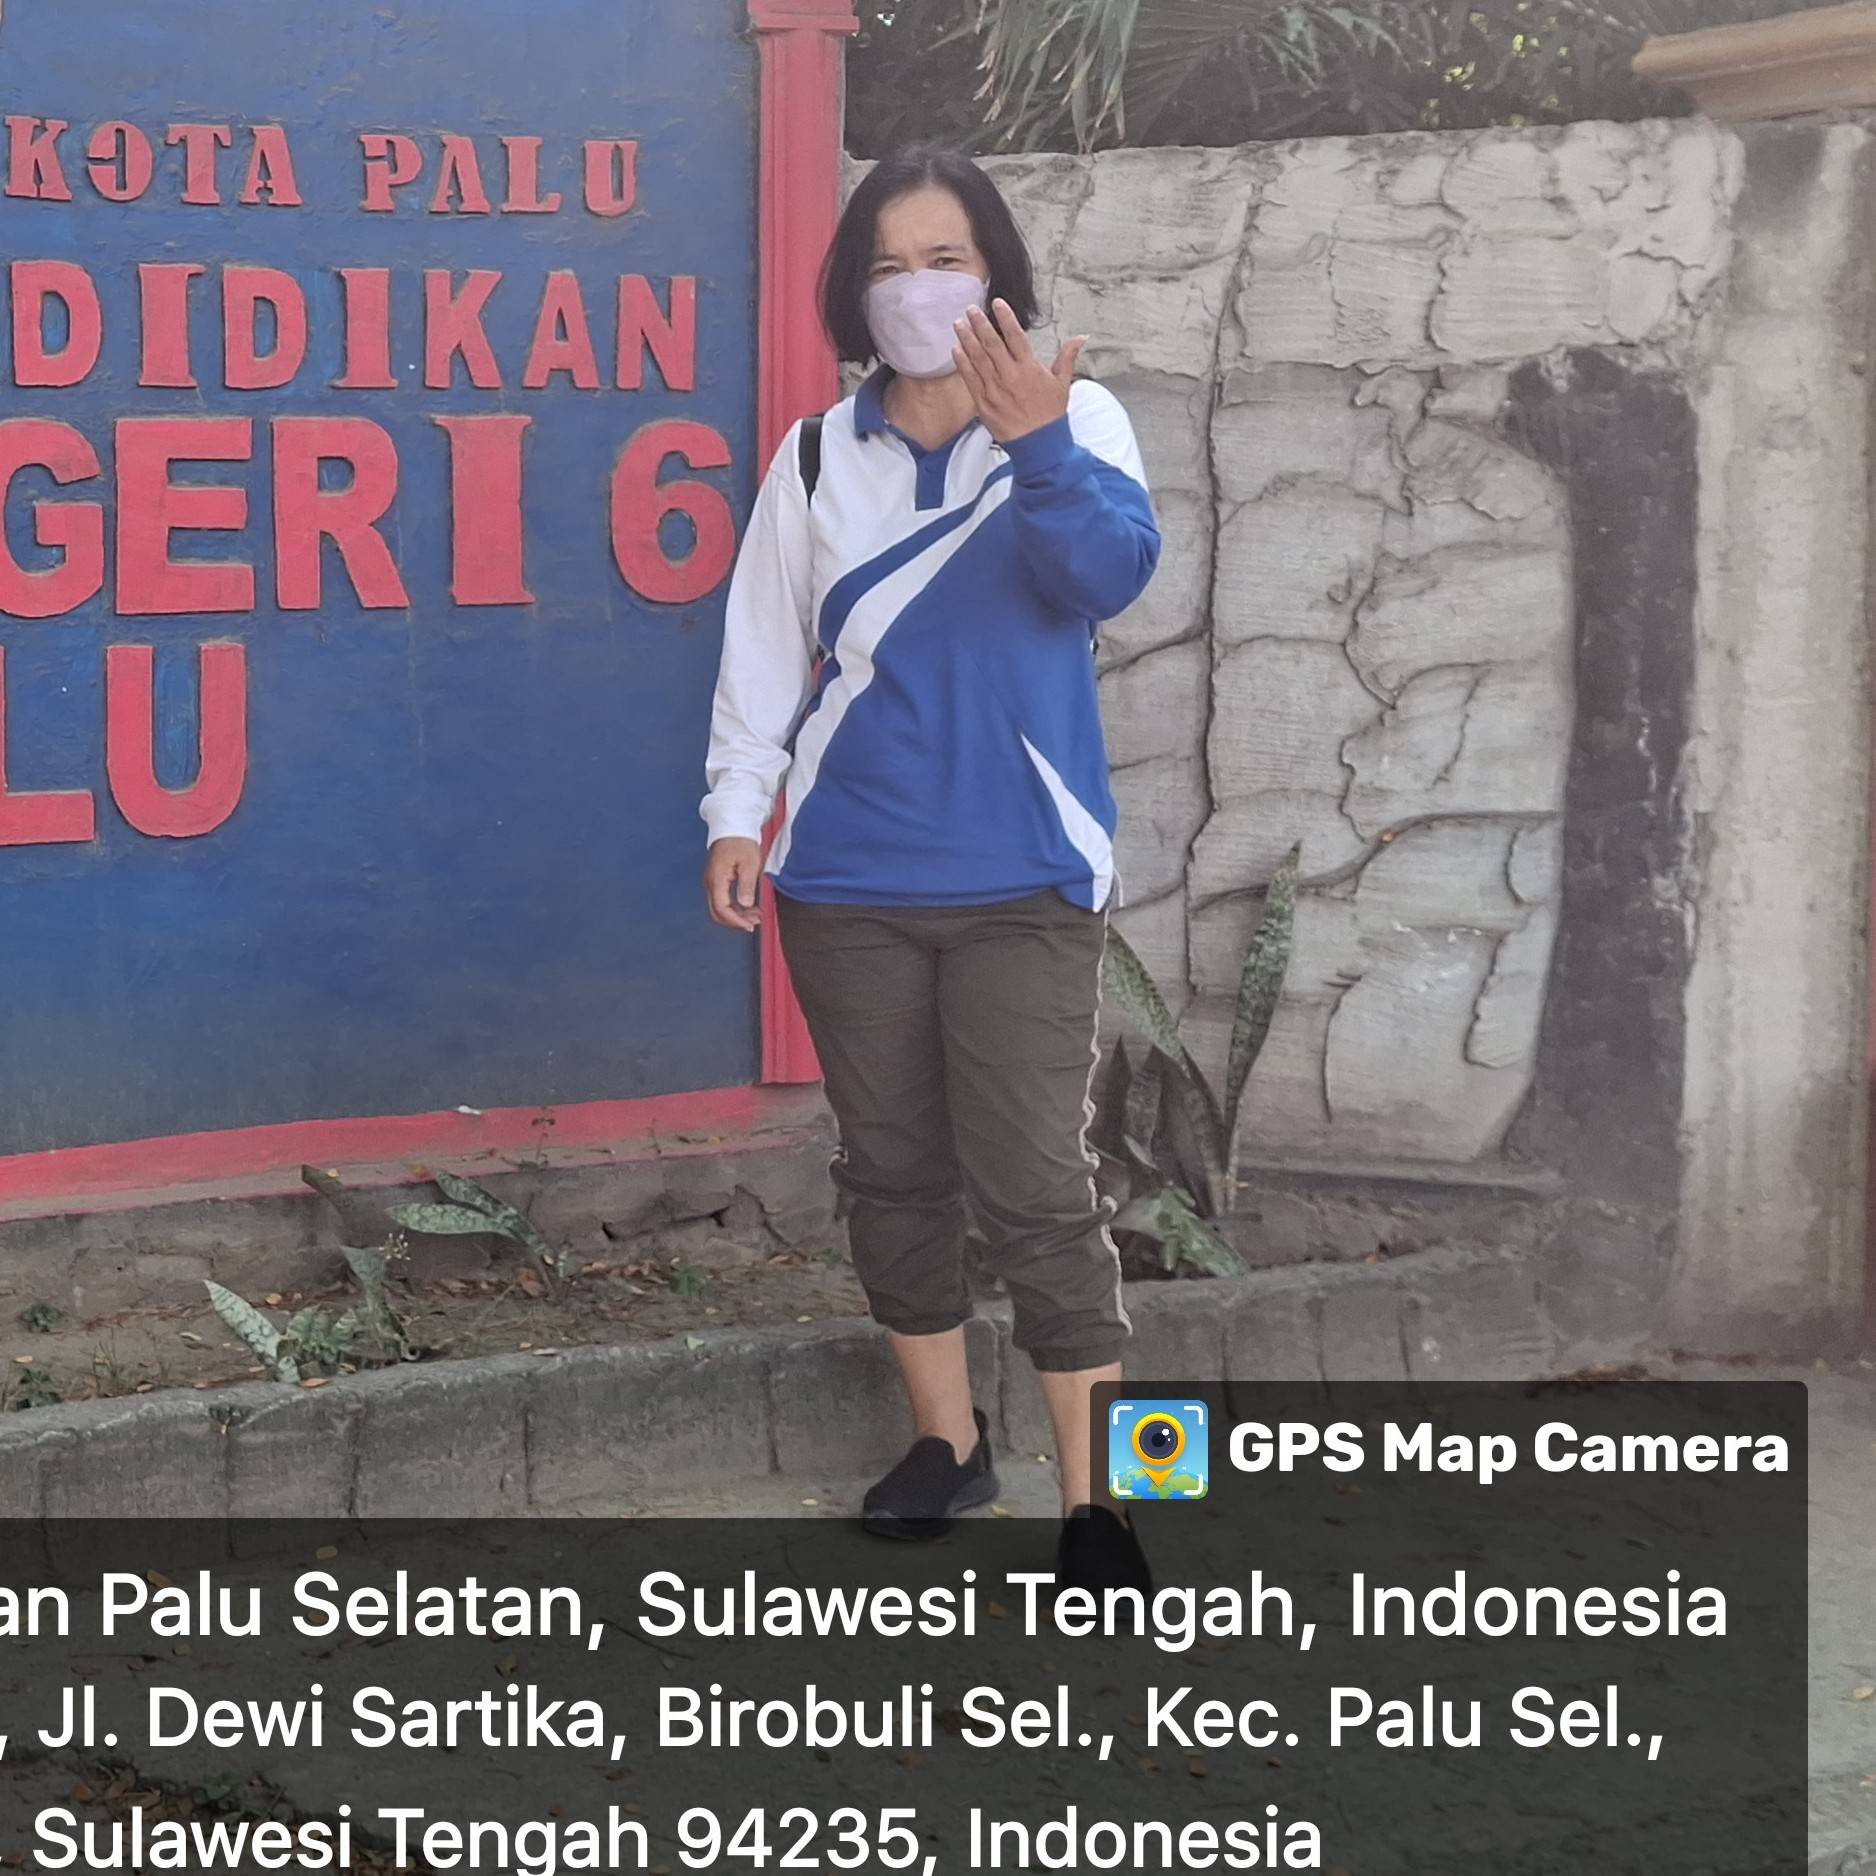 KOTA PALU
DIDIKAN
GERI 6
LU
GPS Map Camera
an Palu Selatan, Sulawesi Tengah, Indonesia
, Jl. Dewi Sartika, Birobuli Sel., Kec. Palu Sel.,
, Sulawesi Tengah 94235, Indonesia